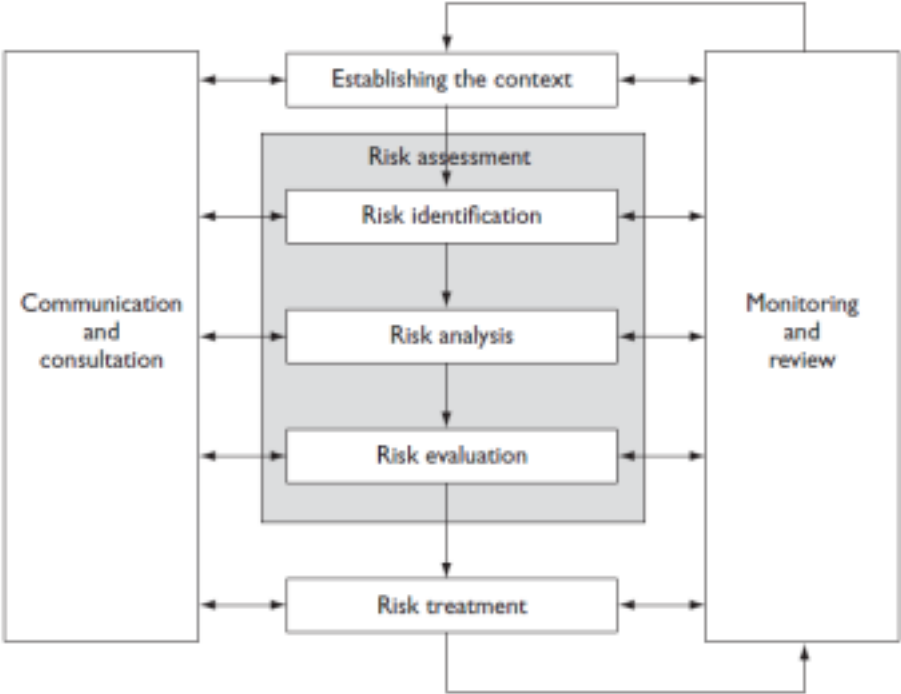 Establishing the context
Risk assessment
Risk identification
Communication
and
consultation
Risk analysis
Monitoring
and
review
Risk evaluation
Risk treatment